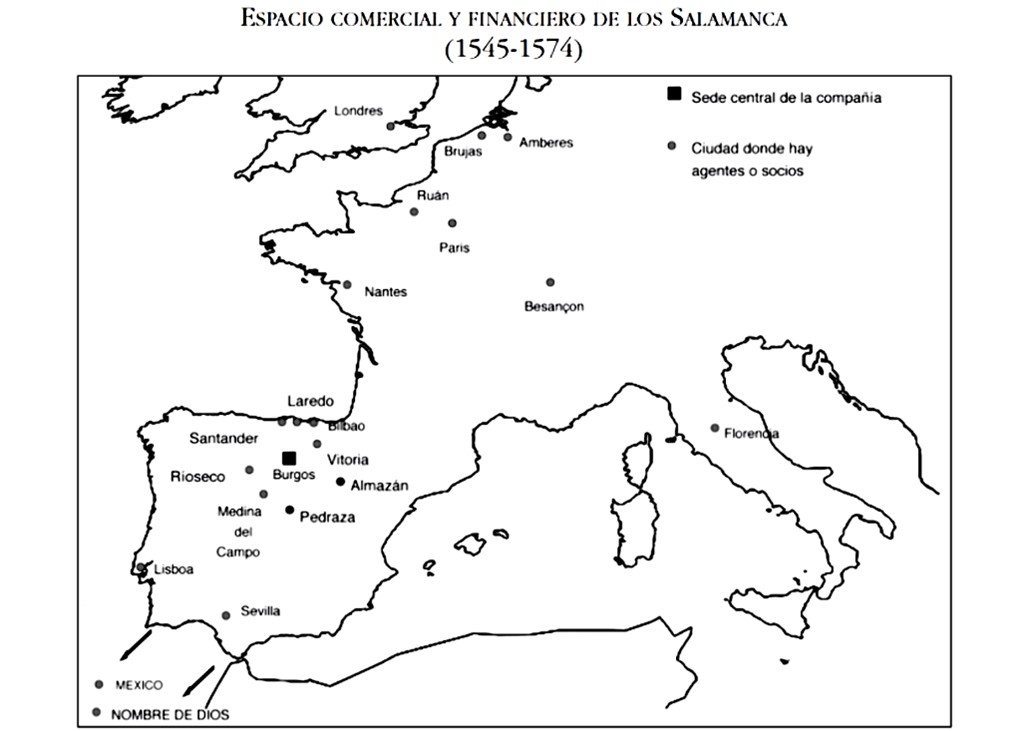 ESPACIO COMERCIAL Y FINANCIERO DE LOS SALAMANCA
(1545-1574)
Sede central de la compañia
Ciudad donde hay
agentes o socios
Londres
Brujas
Amberes
Ruán
Paris
Nantes
Besançon
Laredo
Bilbao
Santander
Florencia
Vitoria
Rioseco
Burgos
Almazán
Medina
del
Campo
Pedraza
Lisboa
Sevilla
MEXICO
NOMBRE DE DIOS